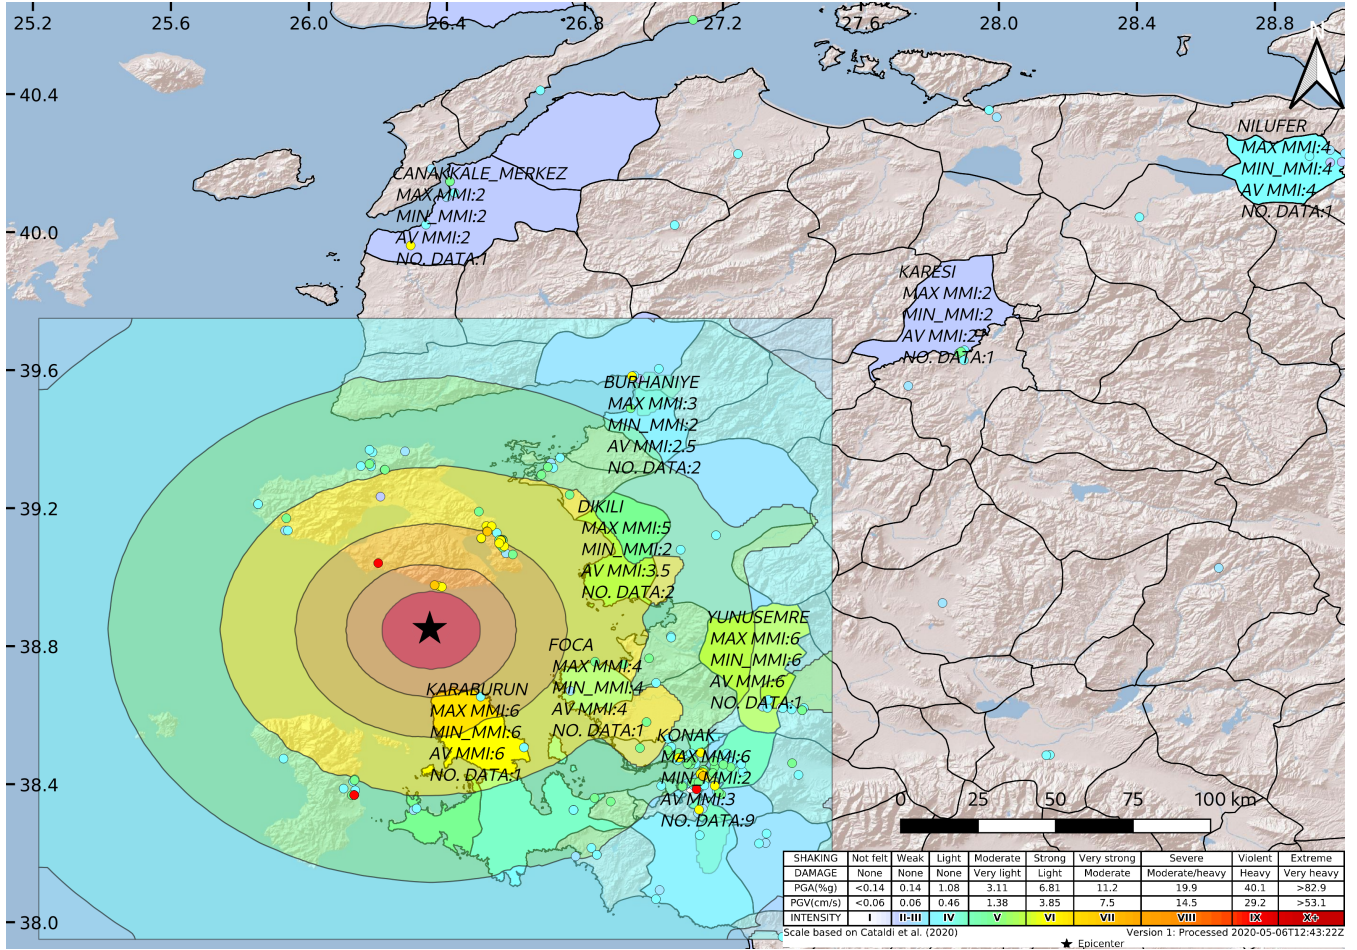 25.2 25.6 26.0 26.4 26.8 27.2 27.6 28.0 28.4 28.8
N
40.4
NILUFER
MAX MMI:4
MIN_MMI:4
AV MMI:4
NO. DATA:1
CANAKKALE_MERKEZ
MAX MMI:2
MIN_MMI:2
AV MMI:2
NO. DATA:1
40.0
KARESI
MAX MMI:2
MIN_MMI:2
AV MMI:2
NO. DATA:1
39.6
BURHANIYE
MAX MMI:3
MIN_MMI:2
AV MMI:2.5
NO. DATA:2
39.2
DIKILI
MAX MMI:5
MIN_MMI:2
AV MMI:3.5
NO. DATA:2
YUNUSEMRE
MAX MMI:6
MIN_MMI:6
AV MMI:6
NO. DATA:1
38.8
FOCA
MAX MMI:4
MIN_MMI:4
AV MMI:4
NO. DATA:1
KARABURUN
MAX MMI:6
MIN_MMI:6
AV MMI:6
NO. DATA:1
KONAK
MAX MMI:6
MIN_MMI:2
AV MMI:3
NO. DATA:9
38.4
0 25 50 75 100 km
38.0
SHAKING Not felt Weak Light Moderate Strong Very strong Severe Violent Extreme
DAMAGE None None None Very light Light Moderate Moderate/heavy Heavy Very heavy
PGA(%g) <0.14 0.14 1.08 3.11 6.81 11.2 19.9 40.1 >82.9
PGV(cm/s) <0.06 0.06 0.46 1.38 3.85 7.5 14.5 29.2 >53.1
INTENSITY I II-III IV V VI VII VIII IX X+
Scale based on Cataldi et al. (2020) Version 1: Processed 2020-05-06T12:43:22Z
Epicenter